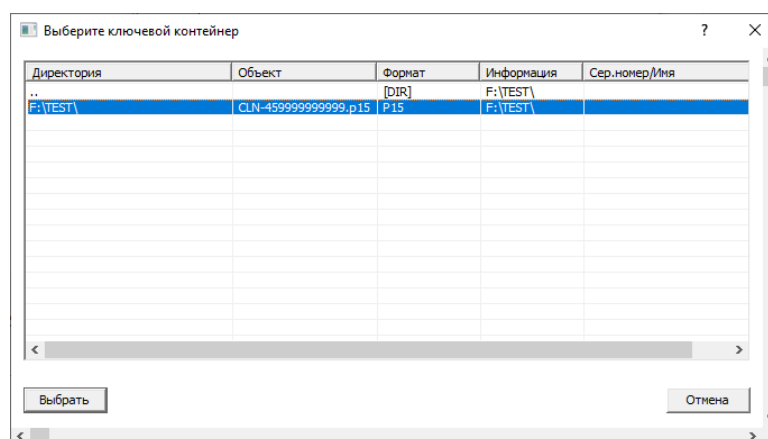 Выберите ключевой контейнер ?
Директория Объект Формат Информация Сер.номер/Имя
.. [DIR] F:\TEST\
F:\TEST\ CLN-459999999999.p15 P15 F:\TEST\
Выбрать Отмена